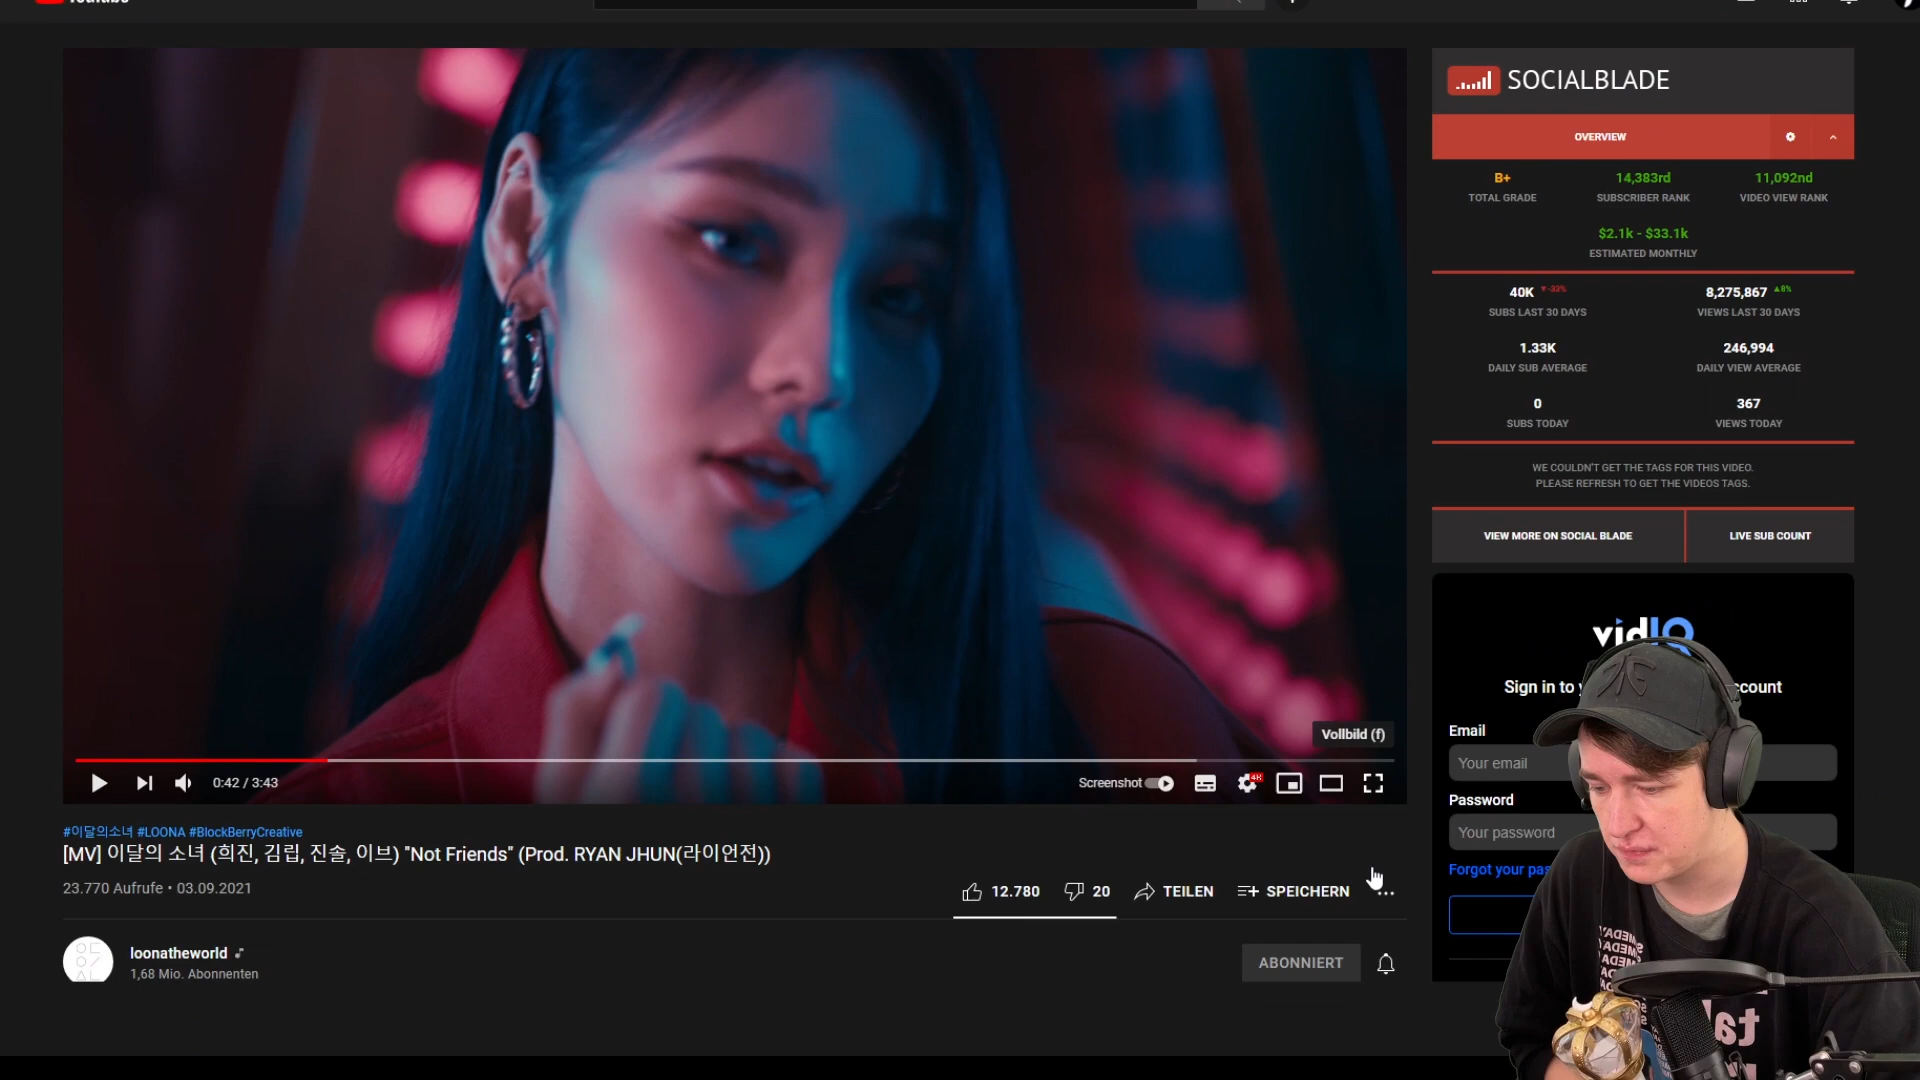 SOCIALBLADE
OVERVIEW
B+
TOTAL GRADE
14,383rd
SUBSCRIBER RANK
11,092nd
VIDEO VIEW RANK
$2.1k - $33.1k
ESTIMATED MONTHLY
40K ▼-33%
SUBS LAST 30 DAYS
8,275,867 ▲8%
VIEWS LAST 30 DAYS
1.33K
DAILY SUB AVERAGE
246,994
DAILY VIEW AVERAGE
0
SUBS TODAY
367
VIEWS TODAY
WE COULDN'T GET THE TAGS FOR THIS VIDEO.
PLEASE REFRESH TO GET THE VIDEOS TAGS.
VIEW MORE ON SOCIAL BLADE
LIVE SUB COUNT
vidIQ
Sign in to
Email
Your email
Password
Your password
Forgot your
Vollbild (f)
0:42 / 3:43
Screenshot
4K
#이달의소녀 #LOONA #BlockBerryCreative
[MV] 이달의 소녀 (희진, 김립, 진솔, 이브) "Not Friends" (Prod. RYAN JHUN(라이언전))
23.770 Aufrufe • 03.09.2021
12.780
20
TEILEN
SPEICHERN
loonatheworld
1,68 Mio. Abonnenten
ABONNIERT